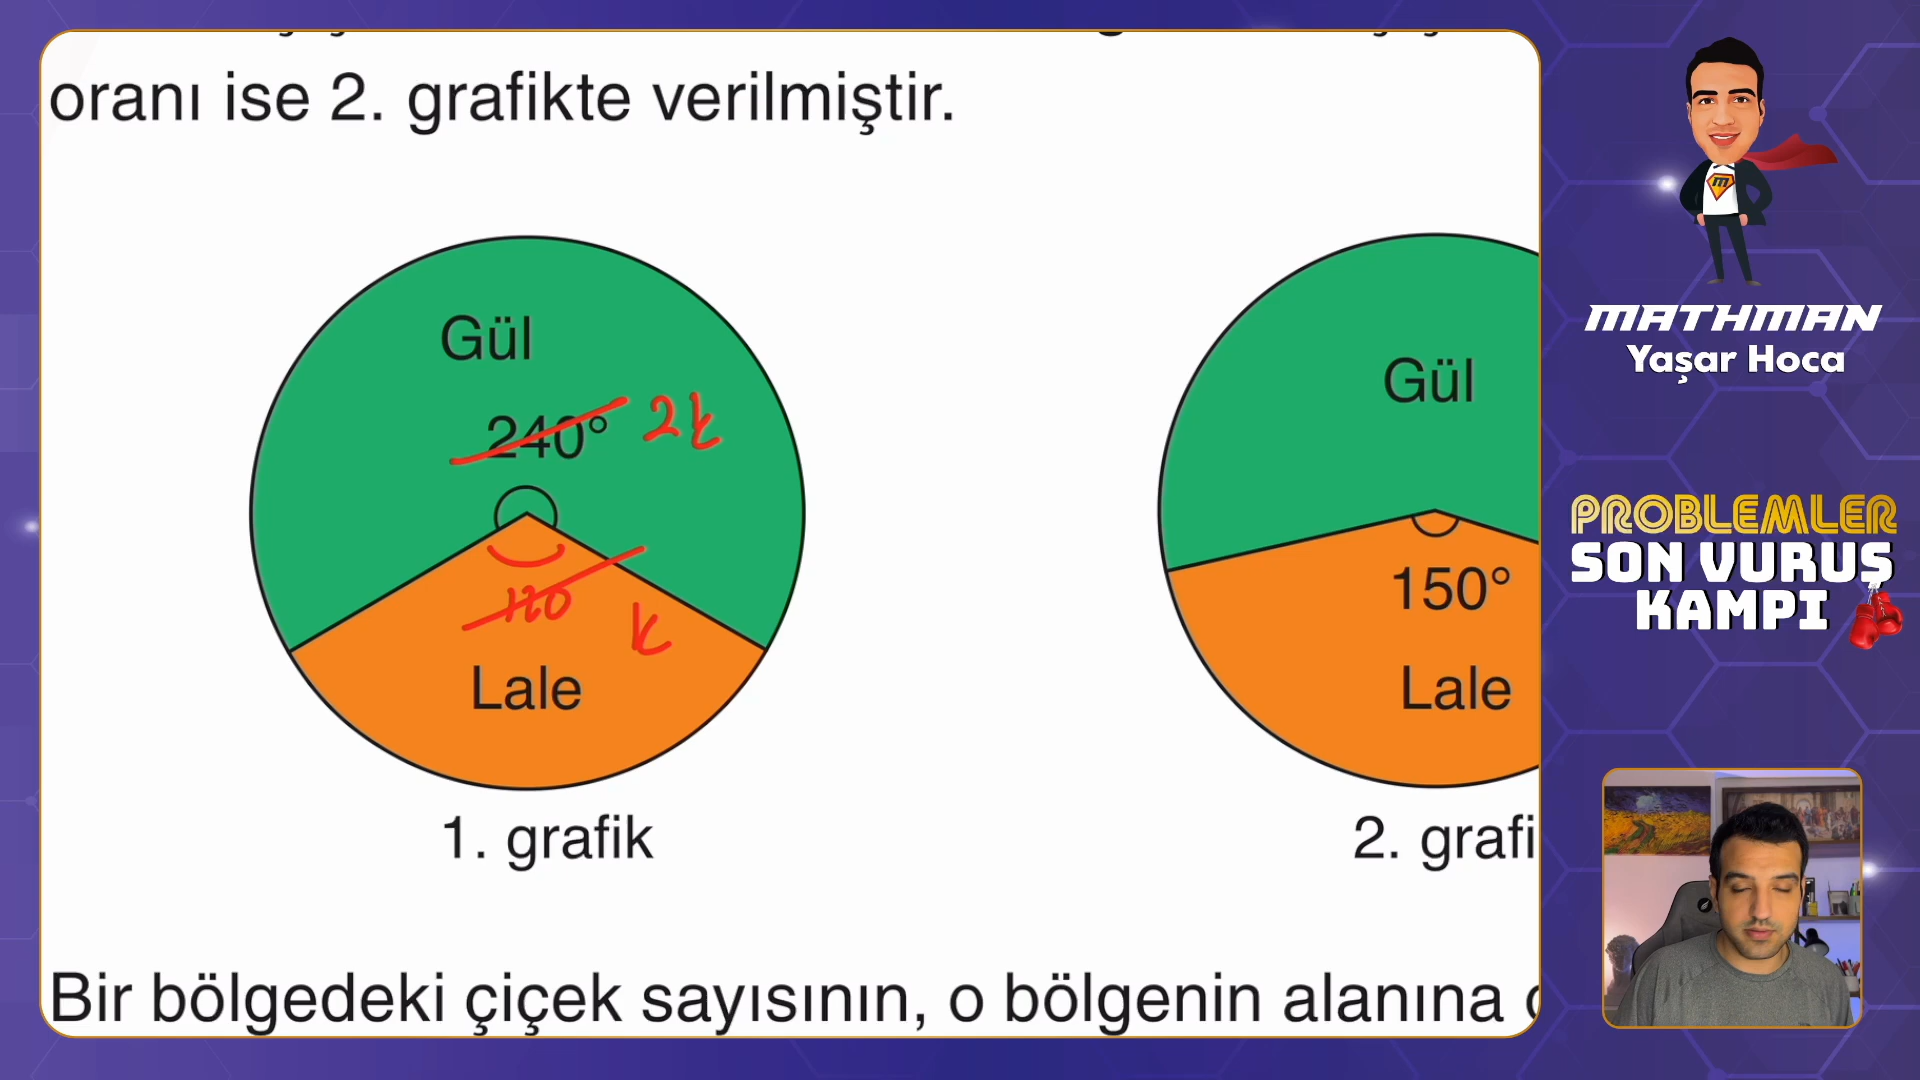 oranı ise 2. grafikte verilmiştir.
Gül
240° 2k
120 k
Lale
1. grafik
Gül
150°
Lale
2. grafi
Bir bölgedeki çiçek sayısının, o bölgenin alanına
m
MATHMAN
Yaşar Hoca
PROBLEMLER
SON VURUŞ
KAMPI